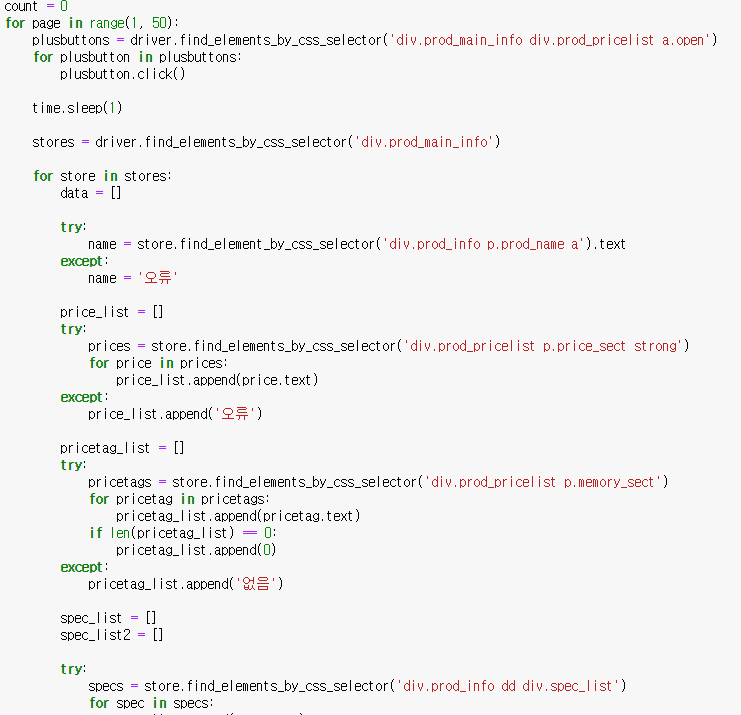 count = 0
for page in range(1, 50):
    plusbuttons = driver.find_elements_by_css_selector('div.prod_main_info div.prod_pricelist a.open')
    for plusbutton in plusbuttons:
        plusbutton.click()
    time.sleep(1)
    stores = driver.find_elements_by_css_selector('div.prod_main_info')
    for store in stores:
        data = []
        try:
            name = store.find_element_by_css_selector('div.prod_info p.prod_name a').text
        except:
            name = '오류'
        price_list = []
        try:
            prices = store.find_elements_by_css_selector('div.prod_pricelist p.price_sect strong')
            for price in prices:
                price_list.append(price.text)
        except:
            price_list.append('오류')
        pricetag_list = []
        try:
            pricetags = store.find_elements_by_css_selector('div.prod_pricelist p.memory_sect')
            for pricetag in pricetags:
                pricetag_list.append(pricetag.text)
            if len(pricetag_list) == 0:
                pricetag_list.append(0)
        except:
            pricetag_list.append('없음')
        spec_list = []
        spec_list2 = []
        try:
            specs = store.find_elements_by_css_selector('div.prod_info dd div.spec_list')
            for spec in specs: